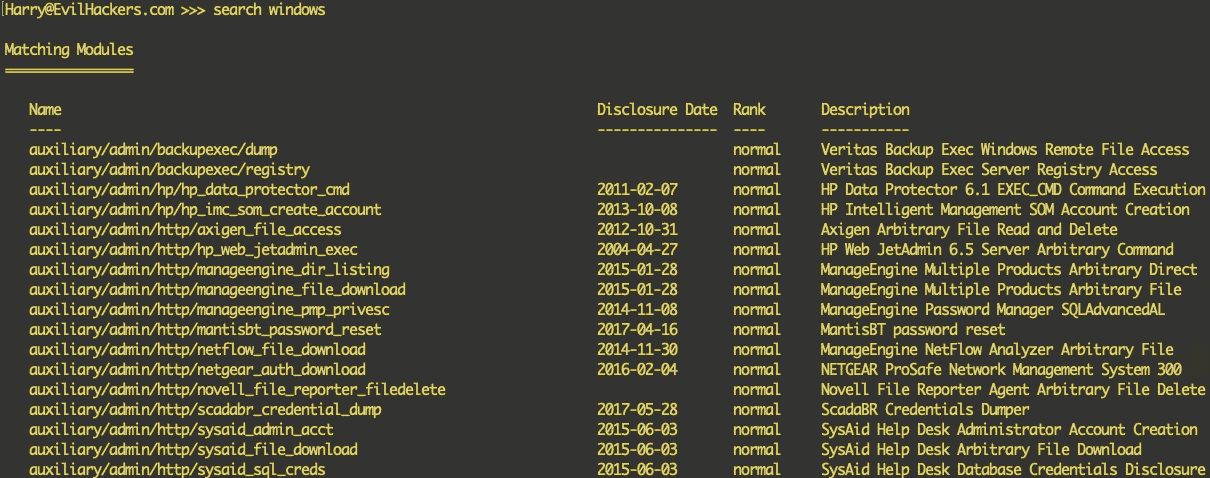 Harry@EvilHackers.com >>> search windows
Matching Modules
================
Name Disclosure Date Rank Description
---- --------------- ---- -----------
auxiliary/admin/backupexec/dump normal Veritas Backup Exec Windows Remote File Access
auxiliary/admin/backupexec/registry normal Veritas Backup Exec Server Registry Access
auxiliary/admin/hp/hp_data_protector_cmd 2011-02-07 normal HP Data Protector 6.1 EXEC_CMD Command Execution
auxiliary/admin/hp/hp_imc_som_create_account 2013-10-08 normal HP Intelligent Management SOM Account Creation
auxiliary/admin/http/axigen_file_access 2012-10-31 normal Axigen Arbitrary File Read and Delete
auxiliary/admin/http/hp_web_jetadmin_exec 2004-04-27 normal HP Web JetAdmin 6.5 Server Arbitrary Command
auxiliary/admin/http/manageengine_dir_listing 2015-01-28 normal ManageEngine Multiple Products Arbitrary Direct
auxiliary/admin/http/manageengine_file_download 2015-01-28 normal ManageEngine Multiple Products Arbitrary File
auxiliary/admin/http/manageengine_pmp_privesc 2014-11-08 normal ManageEngine Password Manager SQLAdvancedAL
auxiliary/admin/http/mantisbt_password_reset 2017-04-16 normal MantisBT password reset
auxiliary/admin/http/netflow_file_download 2014-11-30 normal ManageEngine NetFlow Analyzer Arbitrary File
auxiliary/admin/http/netgear_auth_download 2016-02-04 normal NETGEAR ProSafe Network Management System 300
auxiliary/admin/http/novell_file_reporter_filedelete normal Novell File Reporter Agent Arbitrary File Delete
auxiliary/admin/http/scadabr_credential_dump 2017-05-28 normal ScadaBR Credentials Dumper
auxiliary/admin/http/sysaid_admin_acct 2015-06-03 normal SysAid Help Desk Administrator Account Creation
auxiliary/admin/http/sysaid_file_download 2015-06-03 normal SysAid Help Desk Arbitrary File Download
auxiliary/admin/http/sysaid_sql_creds 2015-06-03 normal SysAid Help Desk Database Credentials Disclosure